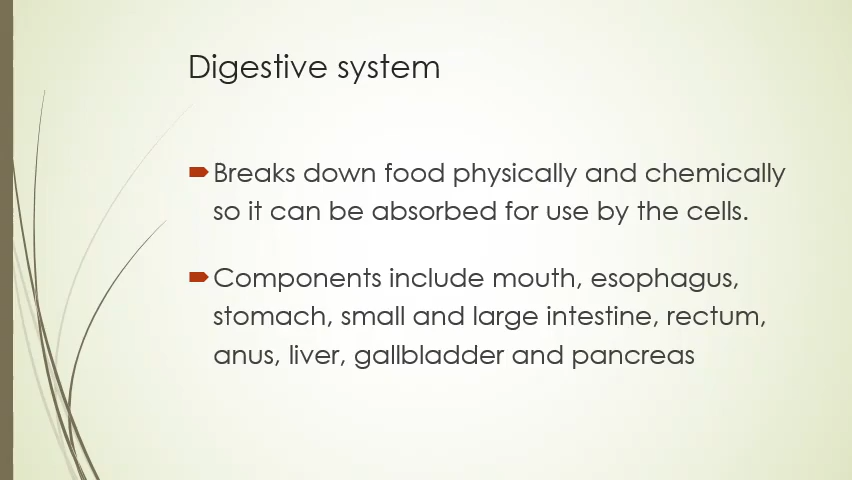 Digestive system
Breaks down food physically and chemically
so it can be absorbed for use by the cells.
Components include mouth, esophagus,
stomach, small and large intestine, rectum,
anus, liver, gallbladder and pancreas